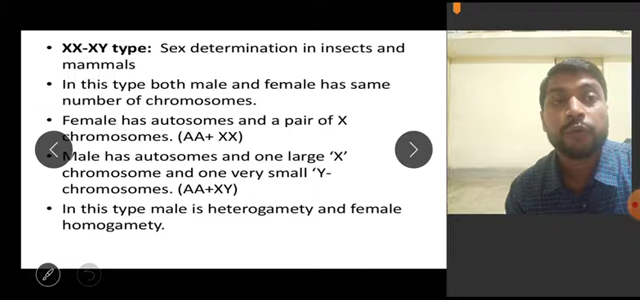 • XX-XY type: Sex determination in insects and
mammals
• In this type both male and female has same
number of chromosomes.
• Female has autosomes and a pair of X
chromosomes. (AA+ XX)
• Male has autosomes and one large ‘X’
chromosome and one very small ‘Y-
chromosomes. (AA+XY)
• In this type male is heterogamety and female
homogamety.